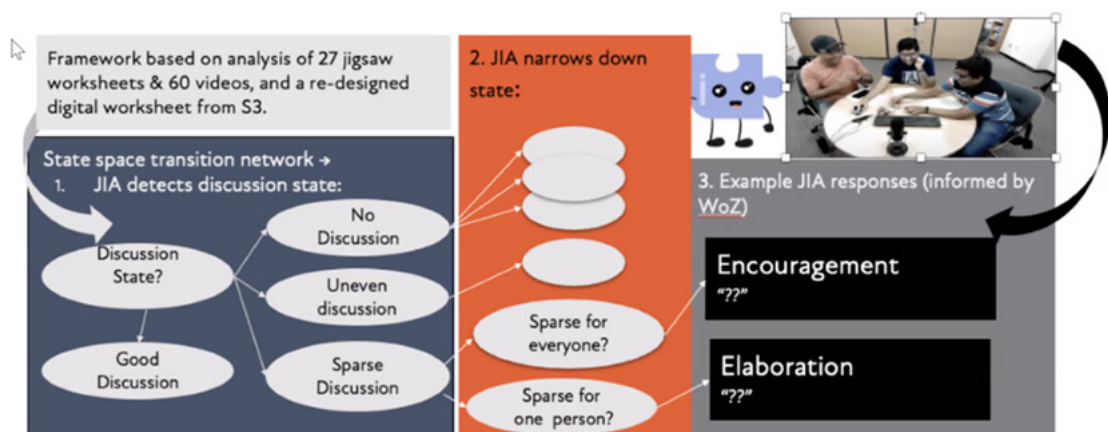 Framework based on analysis of 27 jigsaw
worksheets & 60 videos, and a re-designed
digital worksheet from S3.
State space transition network →
1. JIA detects discussion state:
Discussion
State?
No
Discussion
Uneven
discussion
Good
Discussion
Sparse
Discussion
2. JIA narrows down
state:
Sparse for
everyone?
Sparse for
one person?
3. Example JIA responses (informed by
WoZ)
Encouragement
“??”
Elaboration
“??”